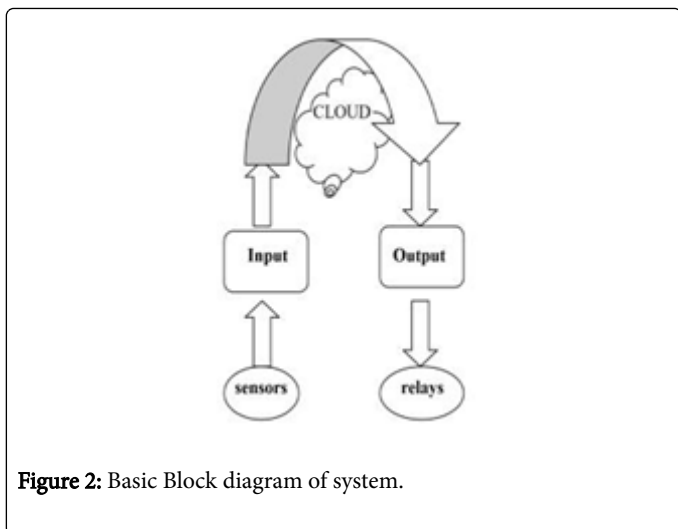 CLOUD
Input
Output
sensors
relays
Figure 2: Basic Block diagram of system.